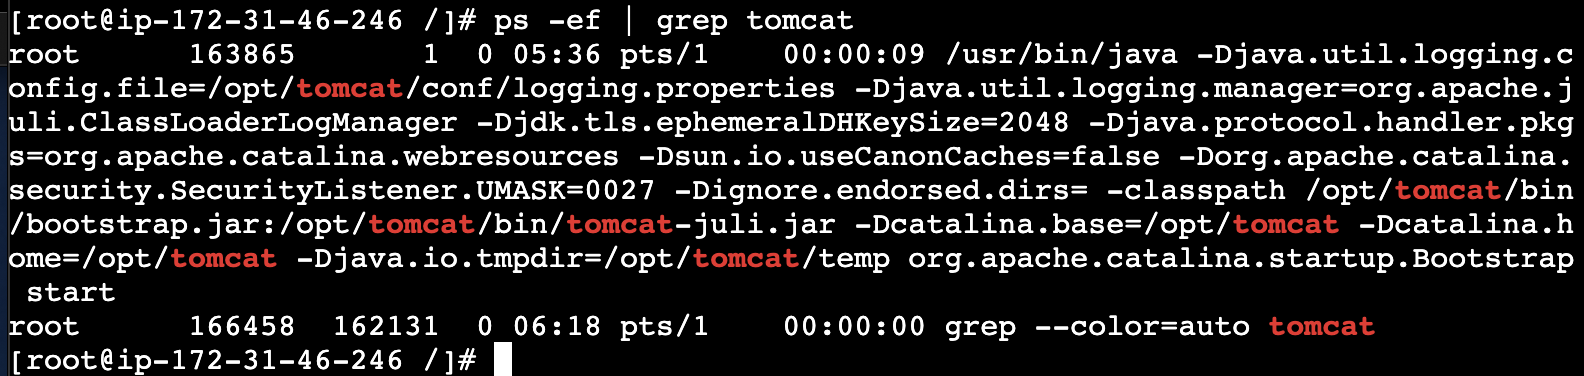 [root@ip-172-31-46-246 /]# ps -ef | grep tomcat
root      163865       1  0 05:36 pts/1    00:00:09 /usr/bin/java -Djava.util.logging.c
onfig.file=/opt/tomcat/conf/logging.properties -Djava.util.logging.manager=org.apache.j
uli.ClassLoaderLogManager -Djdk.tls.ephemeralDHKeySize=2048 -Djava.protocol.handler.pkg
s=org.apache.catalina.webresources -Dsun.io.useCanonCaches=false -Dorg.apache.catalina.
security.SecurityListener.UMASK=0027 -Dignore.endorsed.dirs= -classpath /opt/tomcat/bin
/bootstrap.jar:/opt/tomcat/bin/tomcat-juli.jar -Dcatalina.base=/opt/tomcat -Dcatalina.h
ome=/opt/tomcat -Djava.io.tmpdir=/opt/tomcat/temp org.apache.catalina.startup.Bootstrap
 start
root      166458  162131  0 06:18 pts/1    00:00:00 grep --color=auto tomcat
[root@ip-172-31-46-246 /]#